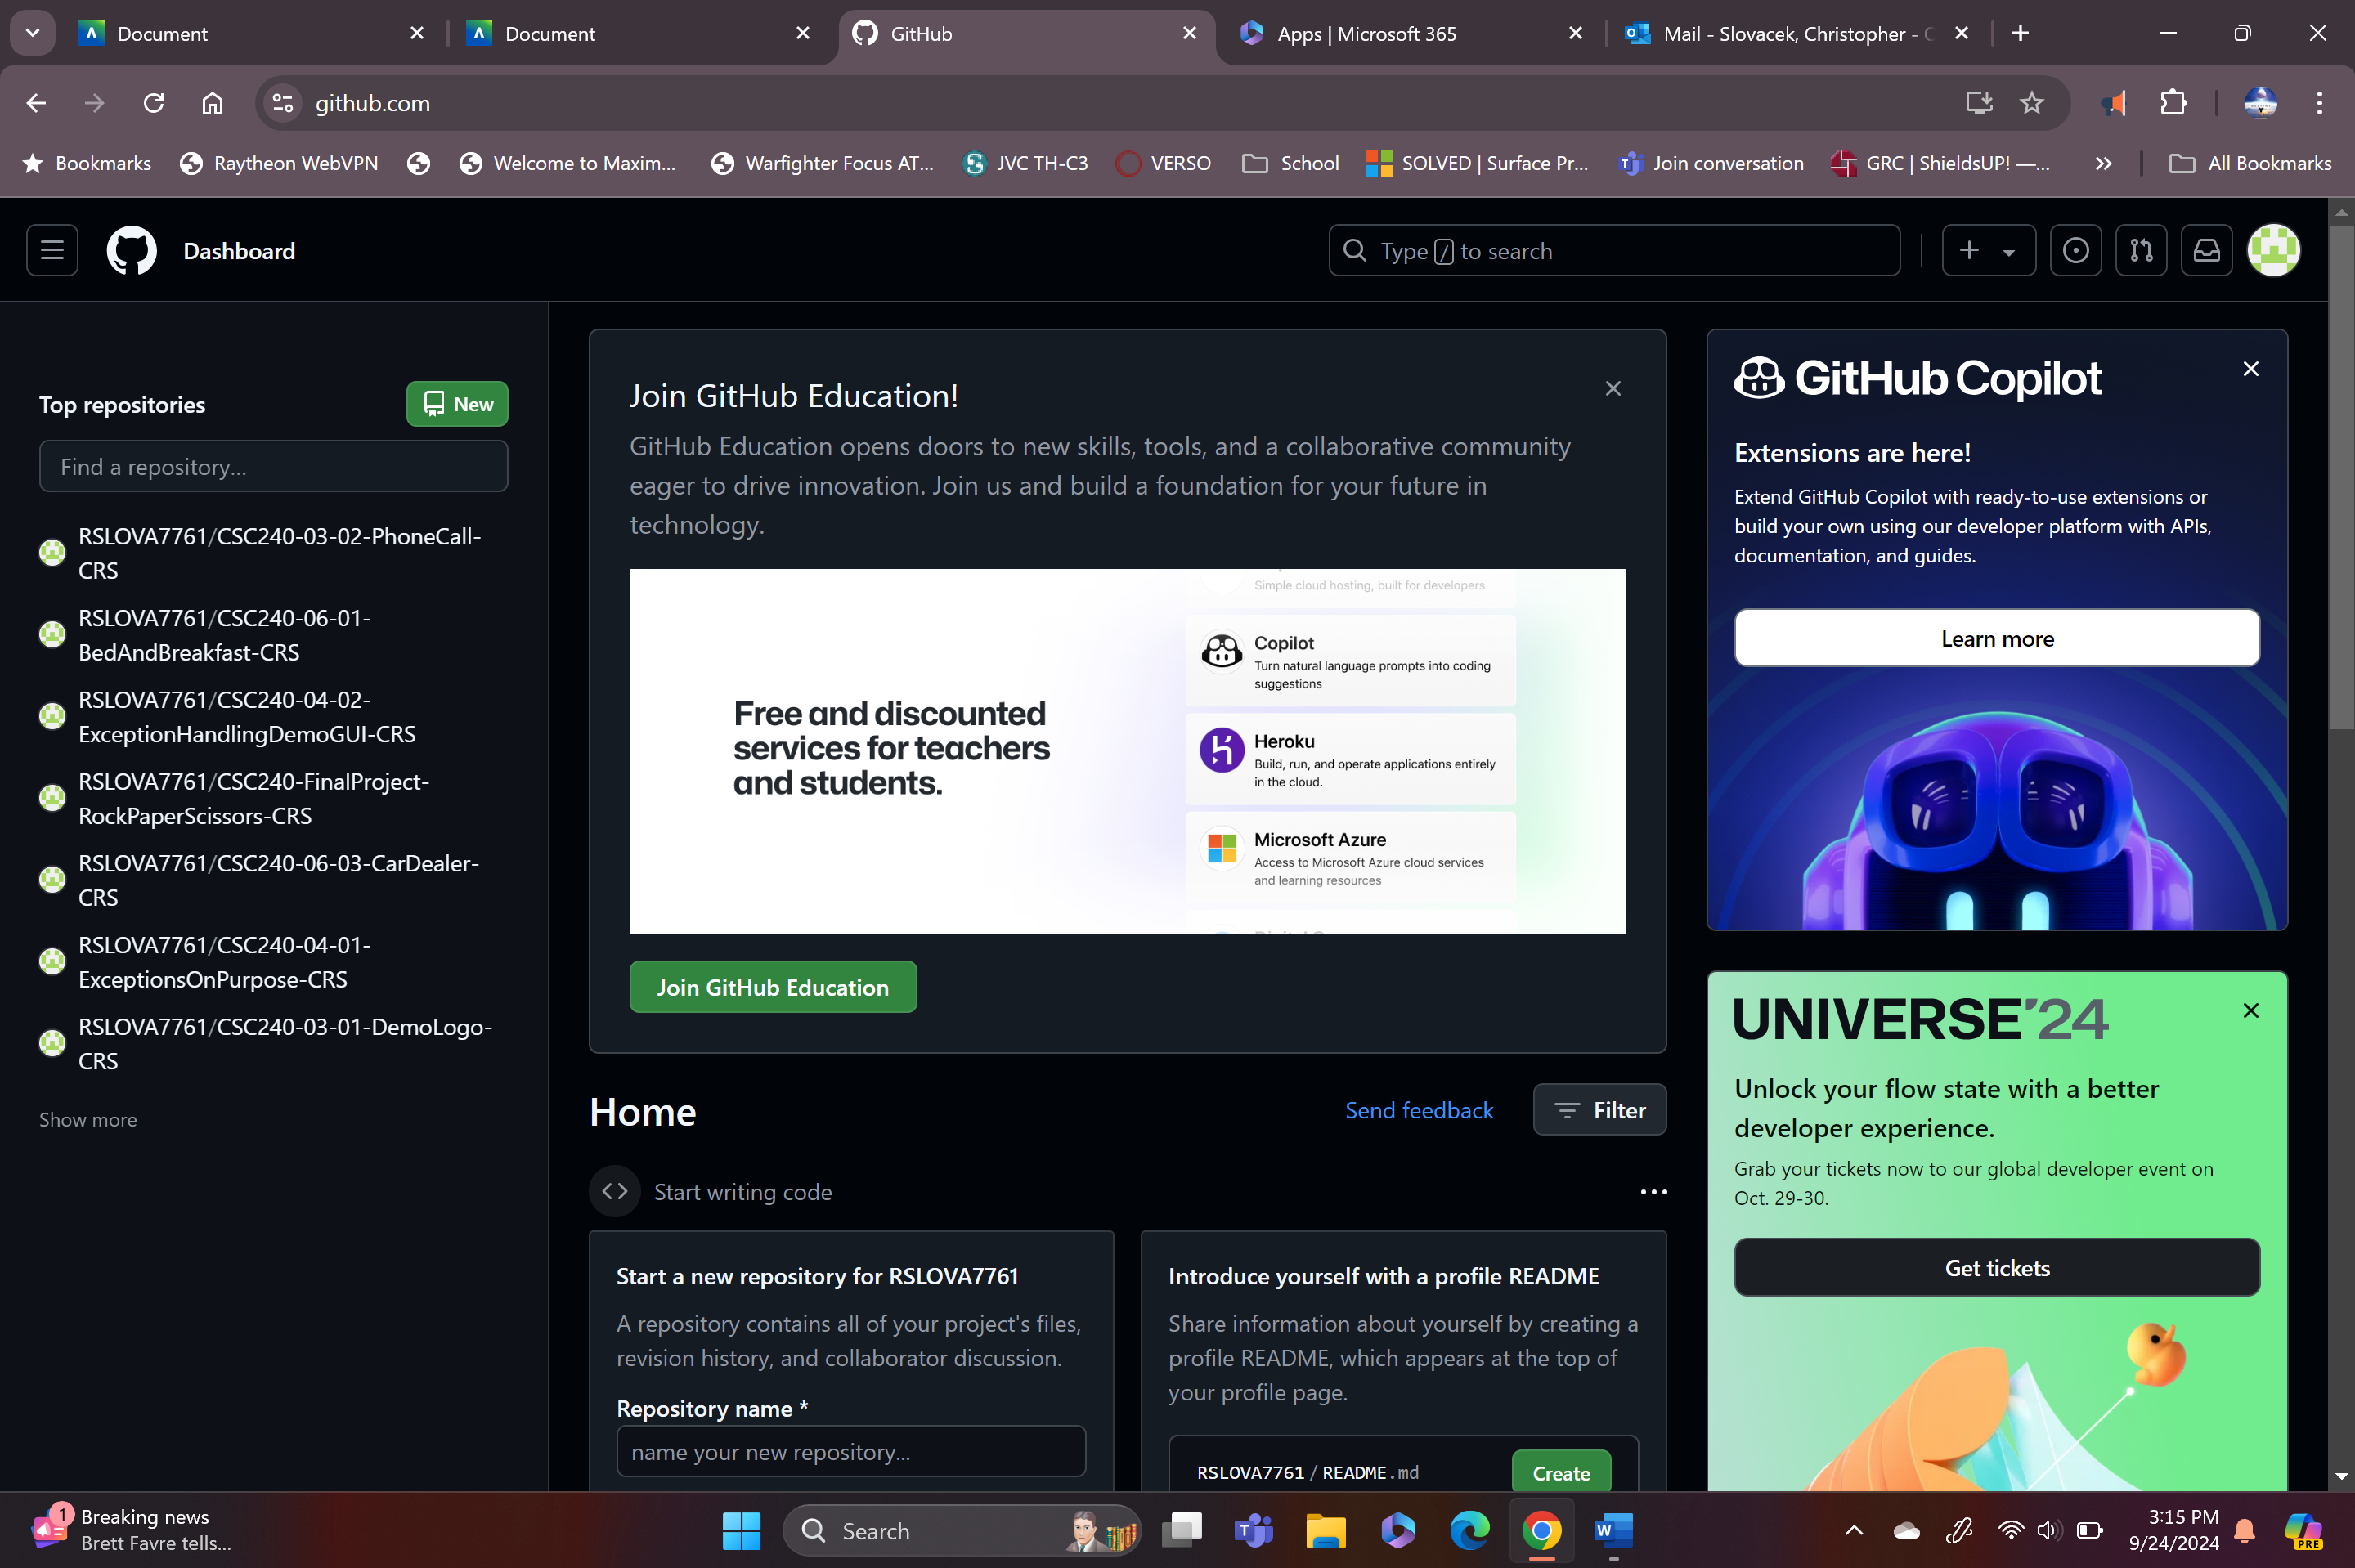 Document
Document
GitHub
Apps | Microsoft 365
Mail - Slovacek, Christopher -
github.com
Bookmarks
Raytheon WebVPN
Welcome to Maxim...
Warfighter Focus AT...
JVC TH-C3
VERSO
School
SOLVED | Surface Pr...
Join conversation
GRC | ShieldsUP! —...
All Bookmarks
Dashboard
Type / to search
Top repositories
New
Find a repository...
RSLOVA7761/CSC240-03-02-PhoneCall-
CRS
RSLOVA7761/CSC240-06-01-
BedAndBreakfast-CRS
RSLOVA7761/CSC240-04-02-
ExceptionHandlingDemoGUI-CRS
RSLOVA7761/CSC240-FinalProject-
RockPaperScissors-CRS
RSLOVA7761/CSC240-06-03-CarDealer-
CRS
RSLOVA7761/CSC240-04-01-
ExceptionsOnPurpose-CRS
RSLOVA7761/CSC240-03-01-DemoLogo-
CRS
Show more
Join GitHub Education!
GitHub Education opens doors to new skills, tools, and a collaborative community
eager to drive innovation. Join us and build a foundation for your future in
technology.
Free and discounted
services for teachers
and students.
Simple cloud hosting, built for developers
Copilot
Turn natural language prompts into coding
suggestions
Heroku
Build, run, and operate applications entirely
in the cloud.
Microsoft Azure
Access to Microsoft Azure cloud services
and learning resources
Join GitHub Education
Home
Send feedback
Filter
Start writing code
Start a new repository for RSLOVA7761
A repository contains all of your project's files,
revision history, and collaborator discussion.
Repository name *
name your new repository...
Introduce yourself with a profile README
Share information about yourself by creating a
profile README, which appears at the top of
your profile page.
RSLOVA7761 / README.md
Create
GitHub Copilot
Extensions are here!
Extend GitHub Copilot with ready-to-use extensions or
build your own using our developer platform with APIs,
documentation, and guides.
Learn more
UNIVERSE'24
Unlock your flow state with a better
developer experience.
Grab your tickets now to our global developer event on
Oct. 29-30.
Get tickets
1
Breaking news
Brett Favre tells...
Search
3:15 PM
9/24/2024
PRE